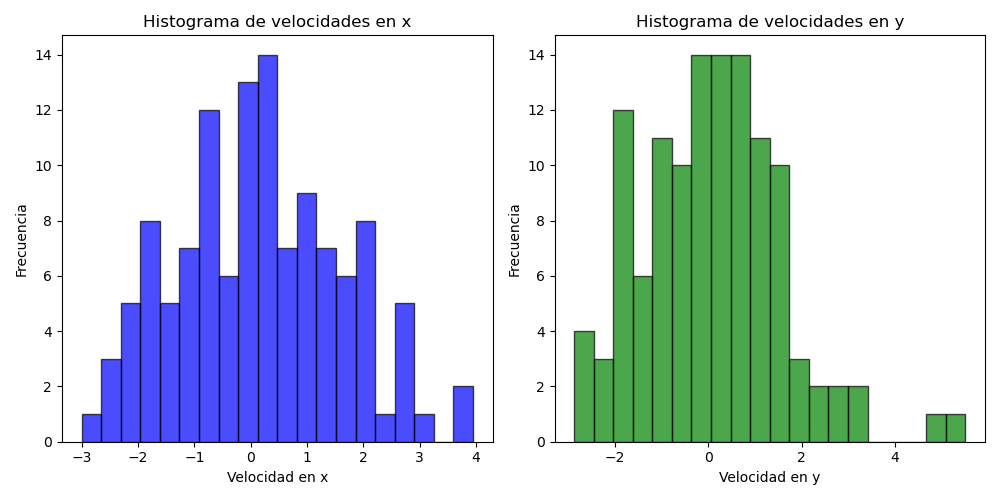 Histograma de velocidades en x
Frecuencia
14
12
10
8
6
4
2
0
−3 −2 −1 0 1 2 3 4
Velocidad en x
Histograma de velocidades en y
Frecuencia
14
12
10
8
6
4
2
0
−2 0 2 4
Velocidad en y